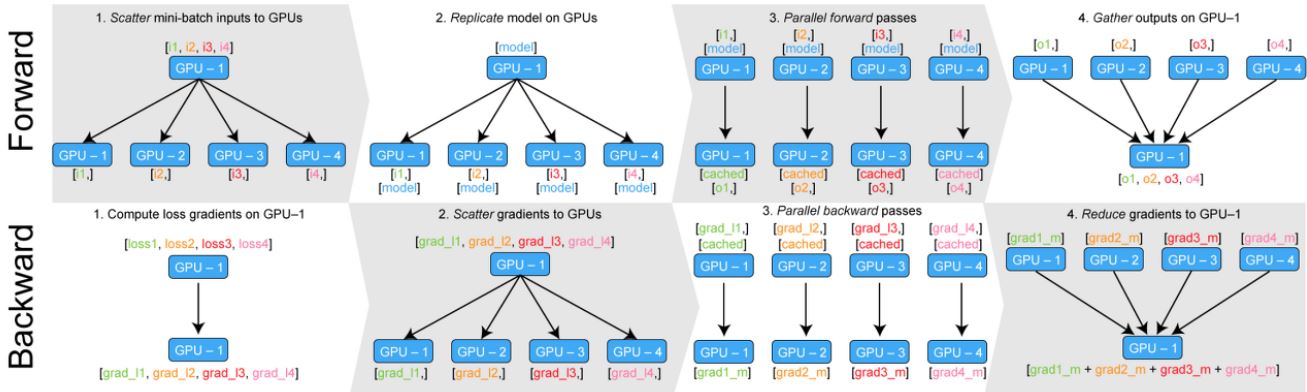 Forward
1. Scatter mini-batch inputs to GPUs
[i1, i2, i3, i4]
GPU – 1
GPU – 1 GPU – 2 GPU – 3 GPU – 4
[i1,] [i2,] [i3,] [i4,]
2. Replicate model on GPUs
[model]
GPU – 1
GPU – 1 GPU – 2 GPU – 3 GPU – 4
[i1,] [i2,] [i3,] [i4,]
[model] [model] [model] [model]
3. Parallel forward passes
[i1,] [i2,] [i3,] [i4,]
[model] [model] [model] [model]
GPU – 1 GPU – 2 GPU – 3 GPU – 4
GPU – 1 GPU – 2 GPU – 3 GPU – 4
[cached] [cached] [cached] [cached]
[o1,] [o2,] [o3,] [o4,]
4. Gather outputs on GPU–1
[o1,] [o2,] [o3,] [o4,]
GPU – 1 GPU – 2 GPU – 3 GPU – 4
GPU – 1
[o1, o2, o3, o4]
Backward
1. Compute loss gradients on GPU–1
[loss1, loss2, loss3, loss4]
GPU – 1
GPU – 1
[grad_l1, grad_l2, grad_l3, grad_l4]
2. Scatter gradients to GPUs
[grad_l1, grad_l2, grad_l3, grad_l4]
GPU – 1
GPU – 1 GPU – 2 GPU – 3 GPU – 4
[grad_l1,] [grad_l2,] [grad_l3,] [grad_l4,]
3. Parallel backward passes
[grad_l1,] [grad_l2,] [grad_l3,] [grad_l4,]
[cached] [cached] [cached] [cached]
GPU – 1 GPU – 2 GPU – 3 GPU – 4
GPU – 1 GPU – 2 GPU – 3 GPU – 4
[grad1_m] [grad2_m] [grad3_m] [grad4_m]
4. Reduce gradients to GPU–1
[grad1_m] [grad2_m] [grad3_m] [grad4_m]
GPU – 1 GPU – 2 GPU – 3 GPU – 4
GPU – 1
[grad1_m + grad2_m + grad3_m + grad4_m]